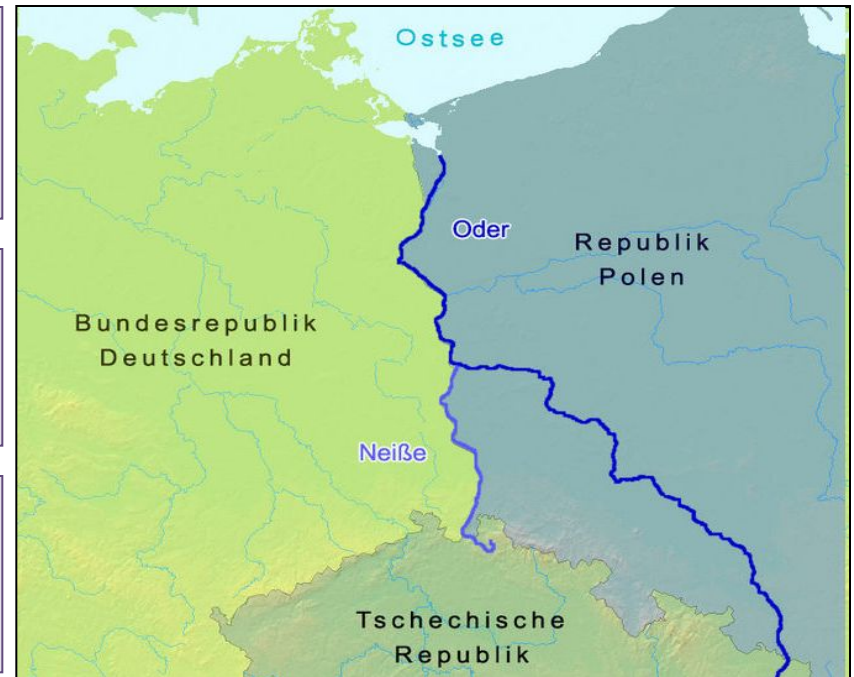 Ostsee
Oder
Republik
Polen
Bundesrepublik
Deutschland
Neiße
Tschechische
Republik